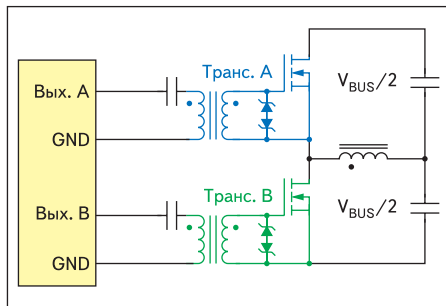 Транс. A
Вых. A
V_BUS/2
GND
Транс. B
Вых. B
V_BUS/2
GND